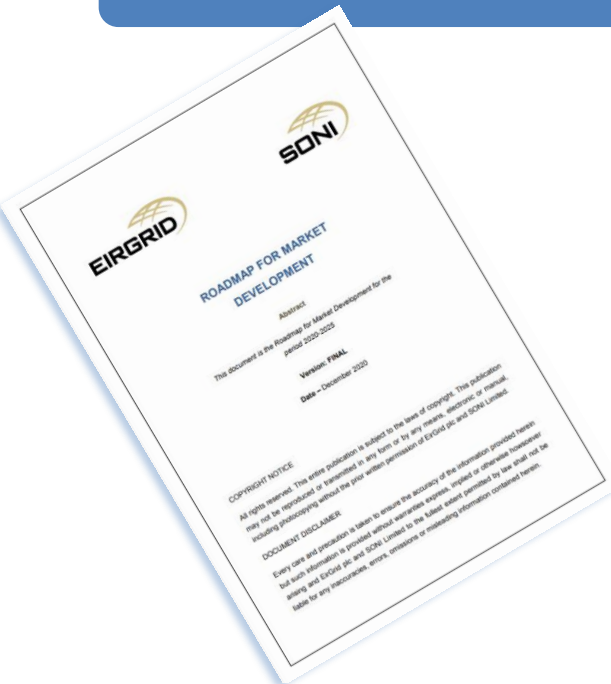 SONI
EIRGRID
ROADMAP FOR MARKET
DEVELOPMENT
Abstract
This document is the Roadmap for Market Development for the
period 2020-2025
Version: FINAL
Date – December 2020
COPYRIGHT NOTICE
All rights reserved. This entire publication is subject to the laws of copyright. This publication
may not be reproduced or transmitted in any form or by any means, electronic or manual,
including photocopying without the prior written permission of EirGrid plc and SONI Limited.
DOCUMENT DISCLAIMER
Every care and precaution is taken to ensure the accuracy of the information provided herein
but such information is provided without warranties express, implied or otherwise howsoever
arising and EirGrid plc and SONI Limited to the fullest extent permitted by law shall not be
liable for any inaccuracies, errors, omissions or misleading information contained herein.